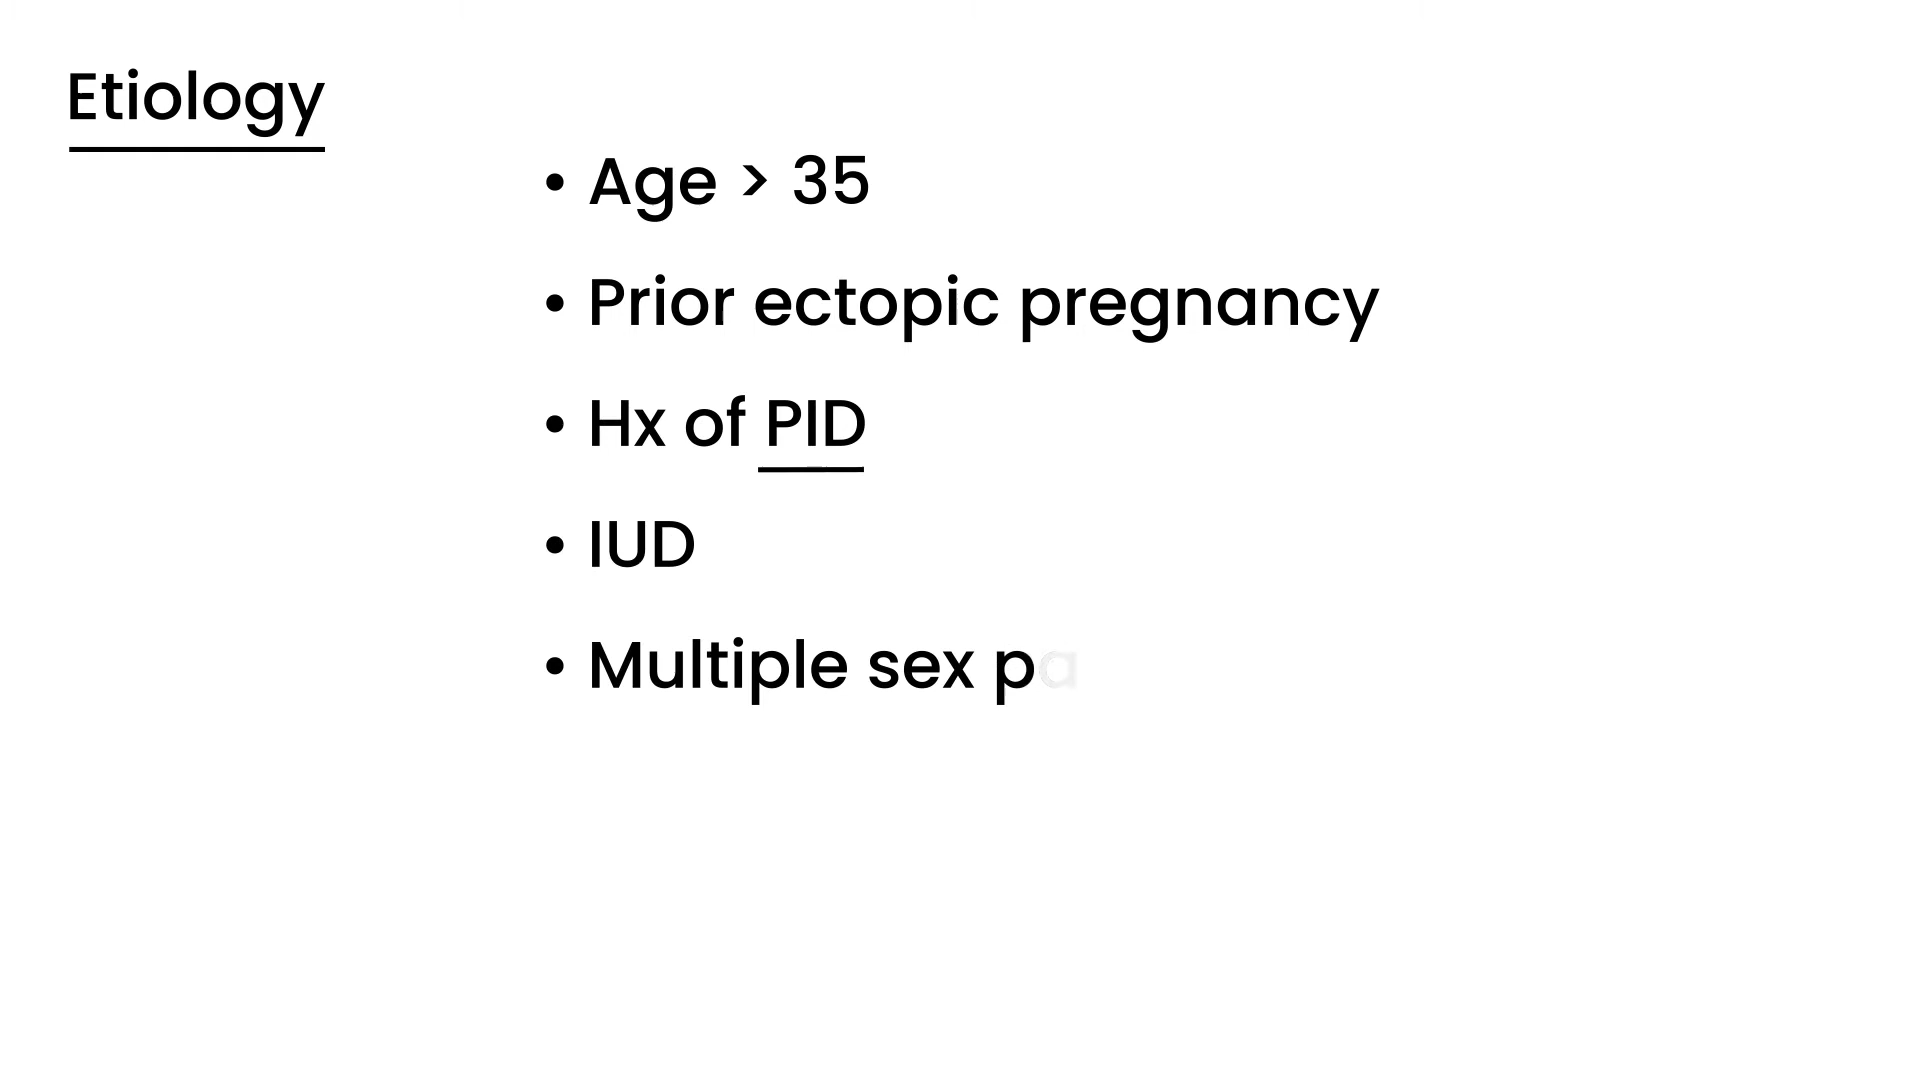 Etiology
• Age > 35
• Prior ectopic pregnancy
• Hx of PID
• IUD
• Multiple sex pa